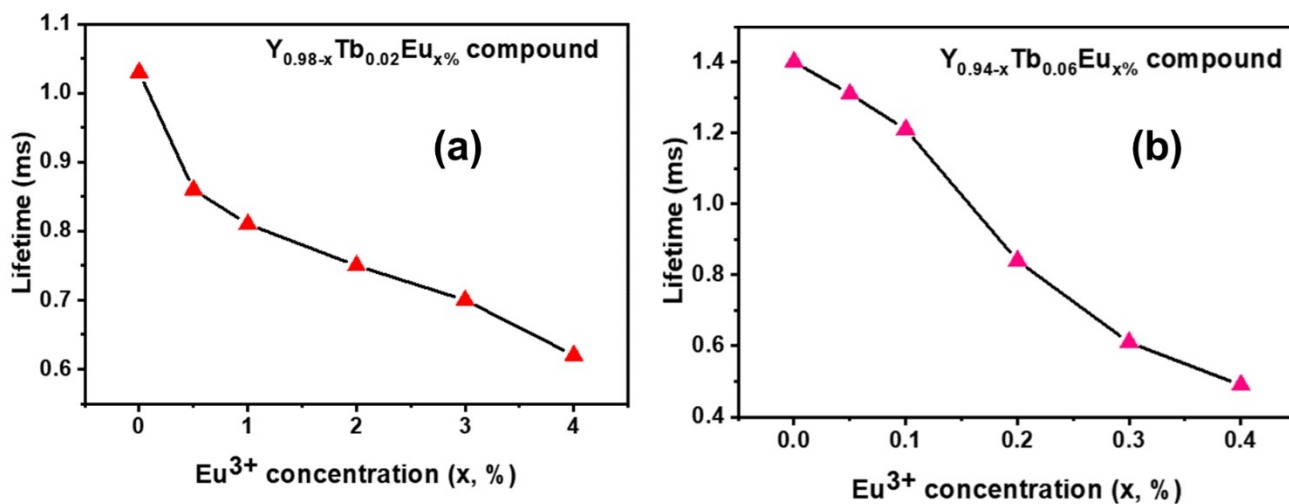 Y₀.₉₈₋ₓTb₀.₀₂Euₓ% compound
(a)
Lifetime (ms)
1.1
1.0
0.9
0.8
0.7
0.6
0
1
2
3
4
Eu³⁺ concentration (x, %)
Y₀.₉₄₋ₓTb₀.₀₆Euₓ% compound
(b)
Lifetime (ms)
1.4
1.2
1.0
0.8
0.6
0.4
0.0
0.1
0.2
0.3
0.4
Eu³⁺ concentration (x, %)